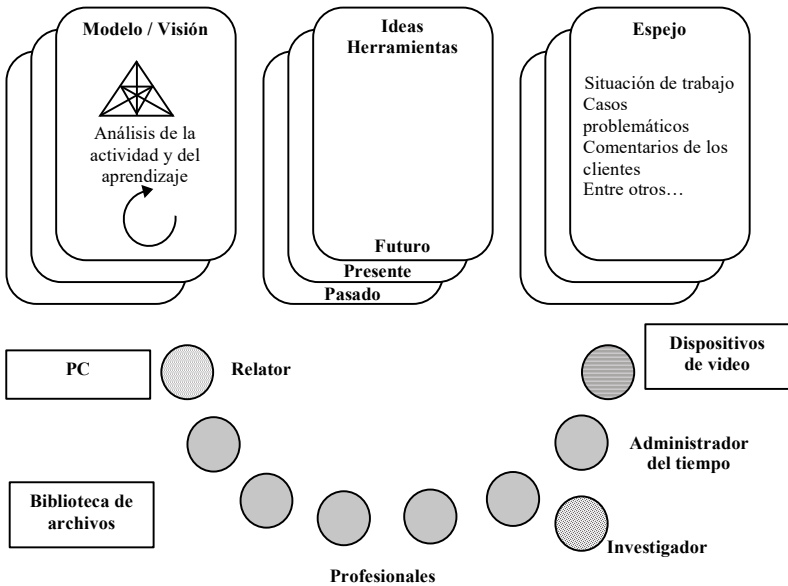 Modelo / Visión
Análisis de la
actividad y del
aprendizaje
Ideas
Herramientas
Futuro
Presente
Pasado
Espejo
Situación de trabajo
Casos
problemáticos
Comentarios de los
clientes
Entre otros…
PC
Relator
Dispositivos
de video
Administrador
del tiempo
Biblioteca de
archivos
Investigador
Profesionales